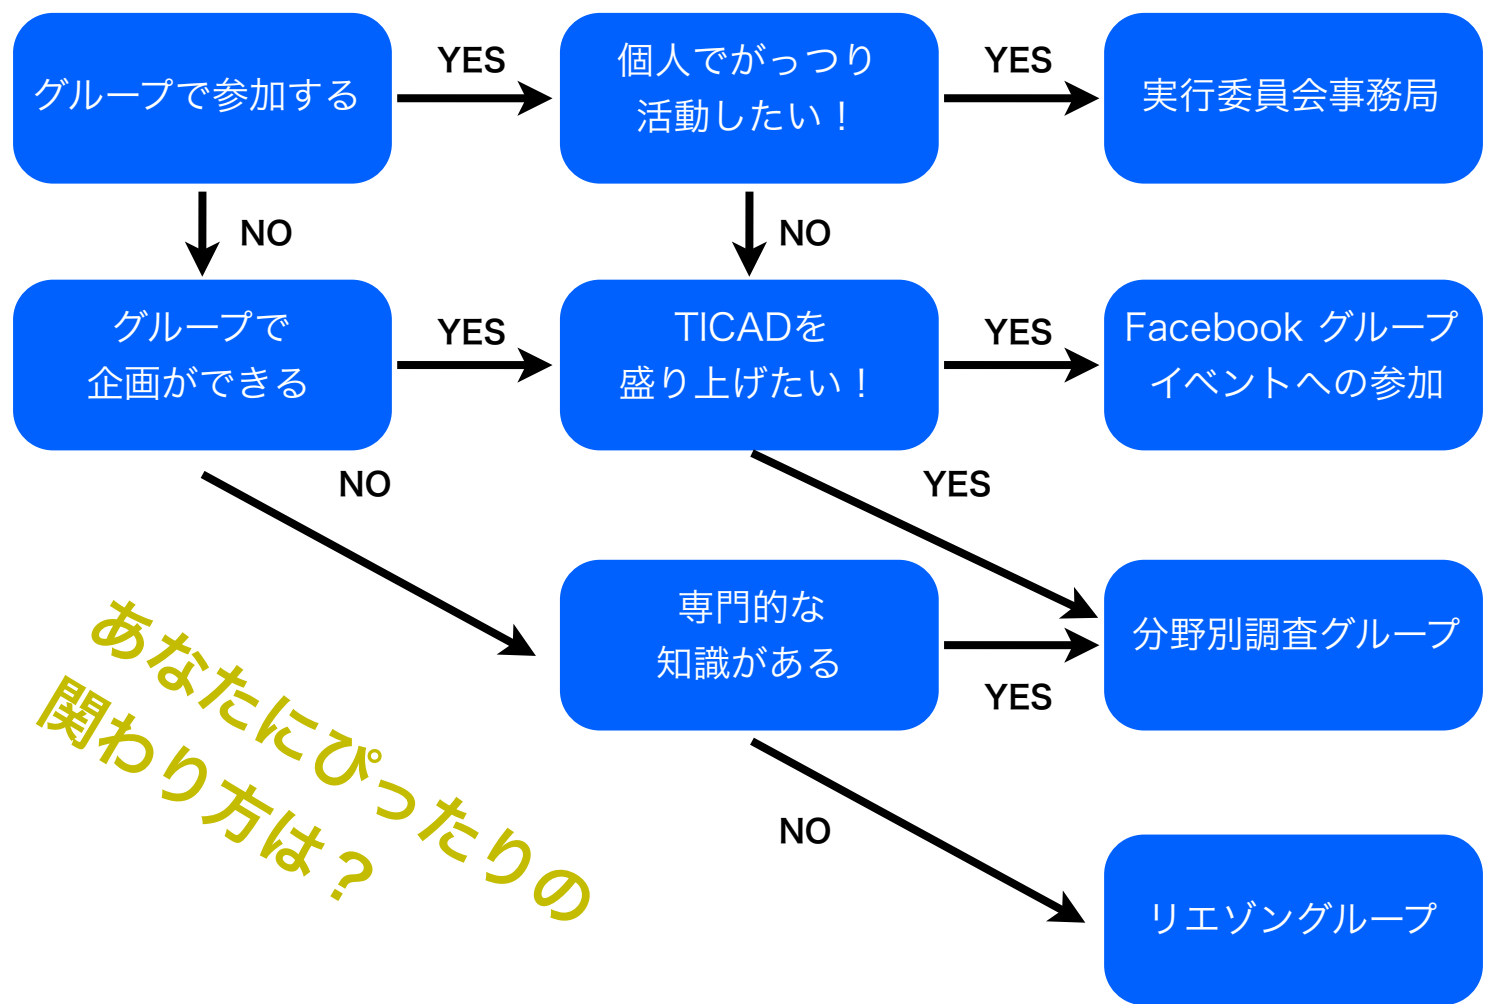 グループで参加する
YES
個人でがっつり
活動したい！
YES
実行委員会事務局
NO
NO
グループで
企画ができる
YES
TICADを
盛り上げたい！
YES
Facebook グループ
イベントへの参加
NO
YES
専門的な
知識がある
YES
分野別調査グループ
NO
リエゾングループ
あなたにぴったりの
関わり方は？